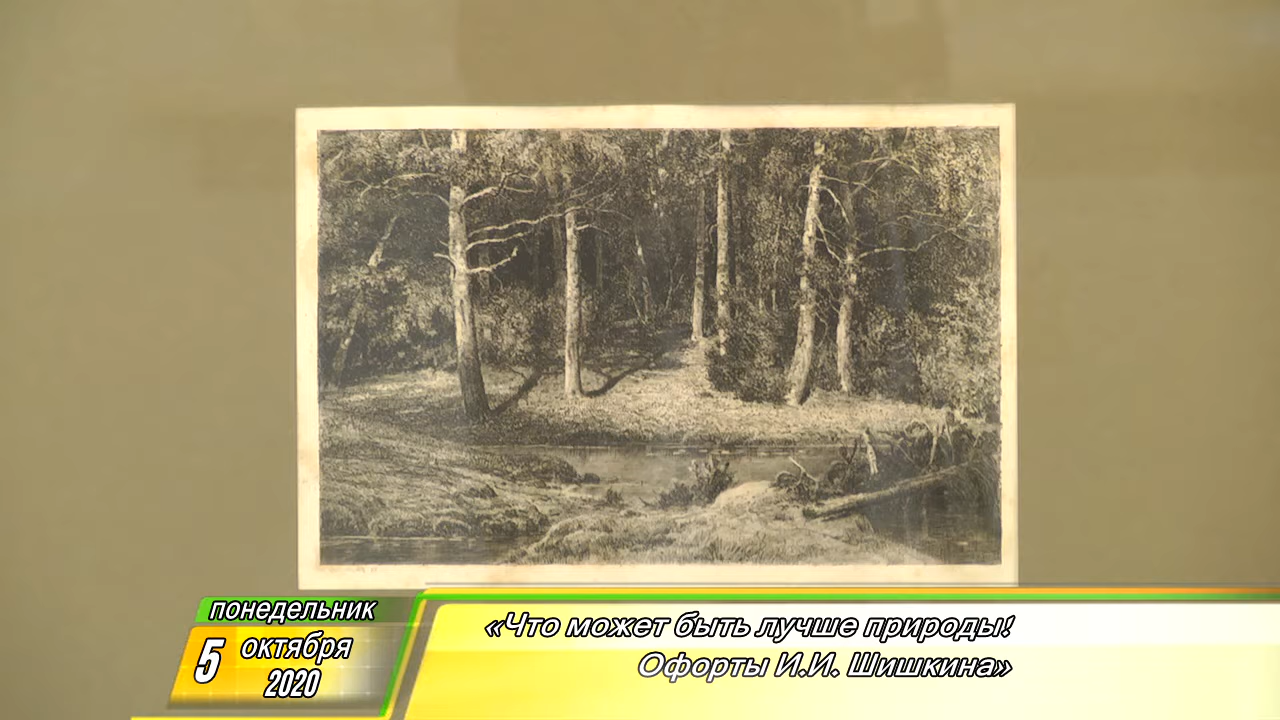 понедельник
5 октября
2020
«Что может быть лучше природы!
Офорты И.И. Шишкина»